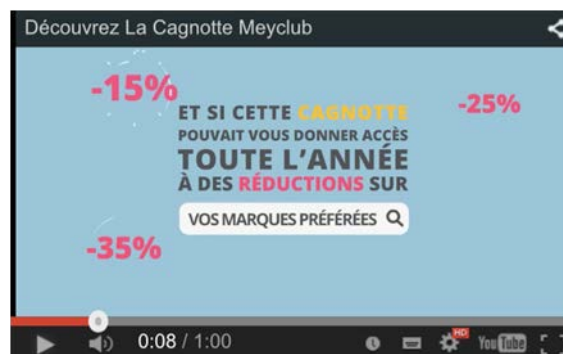 Découvrez La Cagnotte Meyclub
-15%
-25%
ET SI CETTE CAGNOTTE
POUVAIT VOUS DONNER ACCÈS
TOUTE L'ANNÉE
À DES RÉDUCTIONS SUR
VOS MARQUES PRÉFÉRÉES
-35%
0:08 / 1:00
HD
YouTube